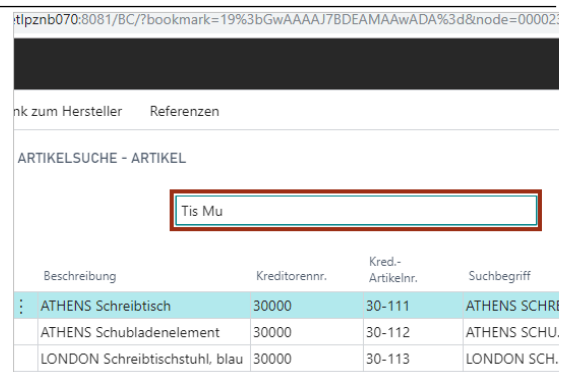 etlpznb070:8081/BC/?bookmark=19%3bGwAAAAJ7BDEAMAAwADA%3d&node=000023
nk zum Hersteller Referenzen
ARTIKELSUCHE - ARTIKEL
Tis Mu
Beschreibung Kreditorennr. Kred.-Artikelnr. Suchbegriff
ATHENS Schreibtisch 30000 30-111 ATHENS SCHRE
ATHENS Schubladenelement 30000 30-112 ATHENS SCHU.
LONDON Schreibtischstuhl, blau 30000 30-113 LONDON SCH.